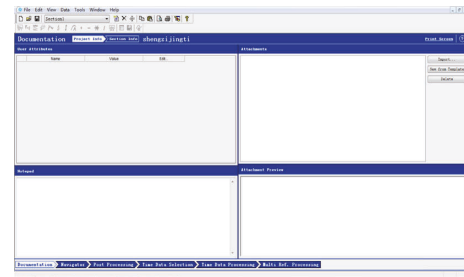 File Edit View Data Tools Window Help
Section1
Documentation Project Info Section Info shengzijingti Print Screen
User Attributes
Name Value Edit
Attachments
Import...
New from Template
Delete
Notepad
Attachment Preview
Documentation Navigator Post Processing Time Data Selection Time Data Processing Multi Ref. Processing